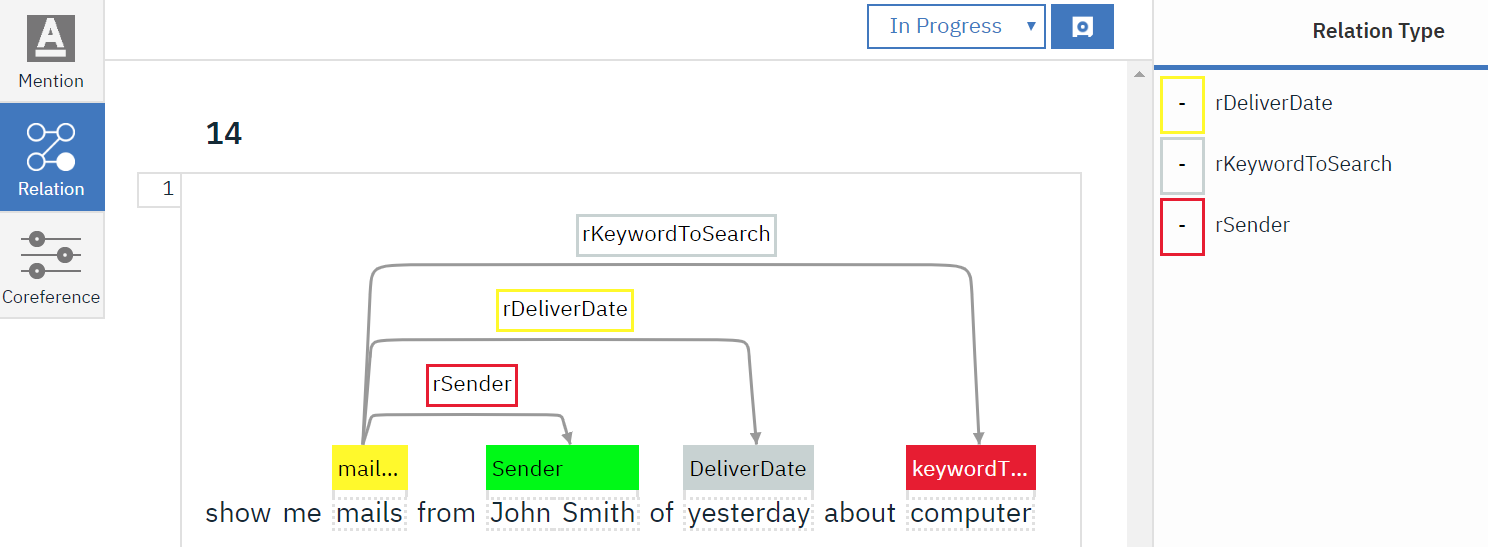 A
Mention
Relation
Coreference
In Progress ▼
14
1
rKeywordToSearch
rDeliverDate
rSender
mail... Sender DeliverDate keywordT...
show me mails from John Smith of yesterday about computer
Relation Type
- rDeliverDate
- rKeywordToSearch
- rSender